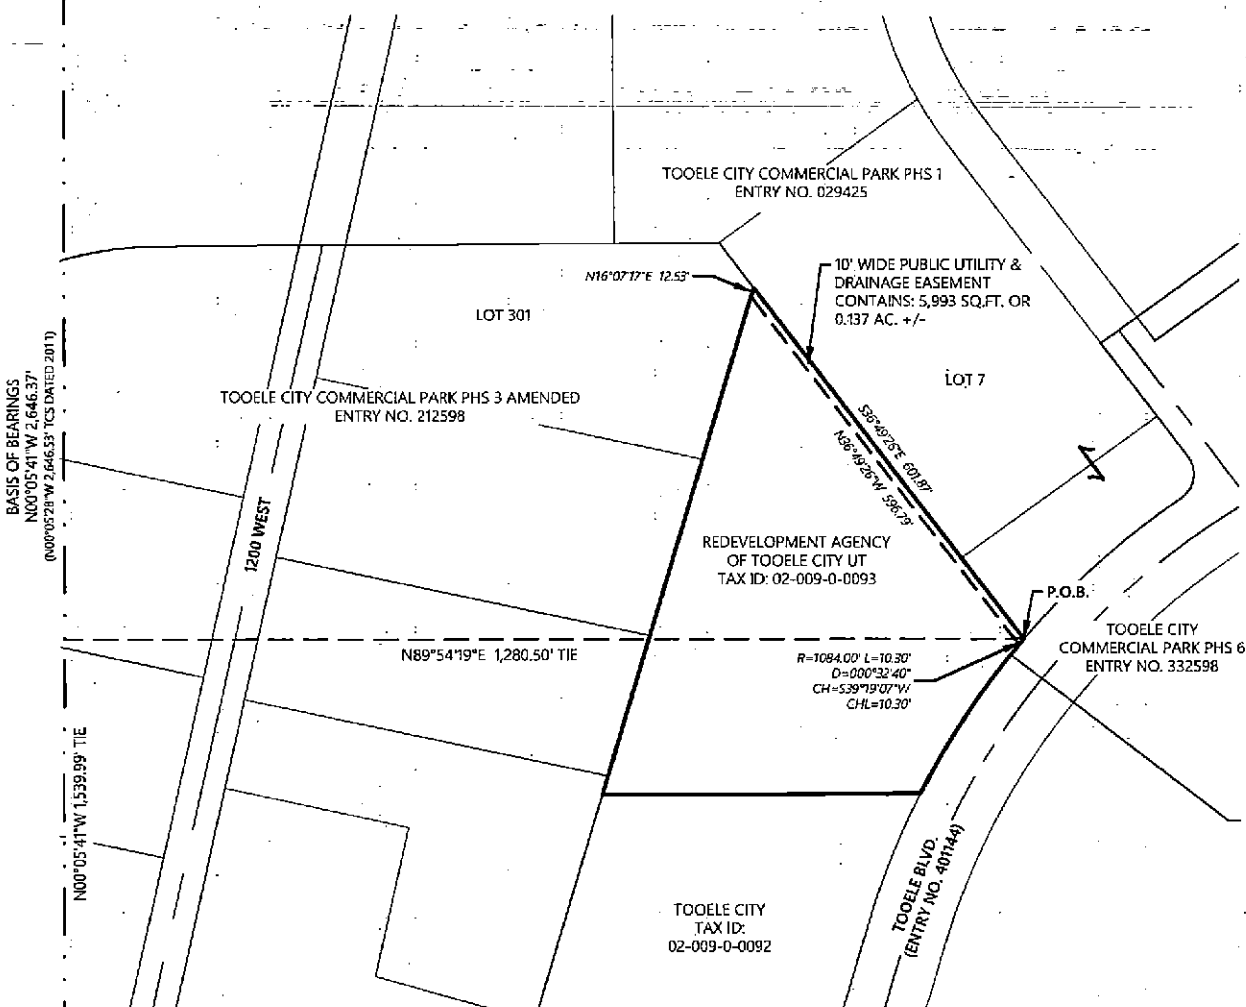 TOOELE CITY COMMERCIAL PARK PHS 1
ENTRY NO. 029425
N16°07'17"E 12.53'
10' WIDE PUBLIC UTILITY &
DRAINAGE EASEMENT
CONTAINS: 5,993 SQ.FT. OR
0.137 AC. +/-
LOT 301
LOT 7
BASIS OF BEARINGS
N00°05'41"W 2,646.37'
(N00°05'28"W 2,646.53' TCS DATED 2011)
TOOELE CITY COMMERCIAL PARK PHS 3 AMENDED
ENTRY NO. 212598
S36°49'26"E 601.87'
N36°49'26"W 596.79'
1200 WEST
REDEVELOPMENT AGENCY
OF TOOELE CITY UT
TAX ID: 02-009-0-0093
P.O.B.
TOOELE CITY
COMMERCIAL PARK PHS 6
ENTRY NO. 332598
N89°54'19"E 1,280.50' TIE
R=1084.00' L=10.30'
D=000°32'40"
CH=S39°19'07"W
CHL=10.30'
N00°05'41"W 1,539.99' TIE
TOOELE BLVD.
(ENTRY NO. 401144)
TOOELE CITY
TAX ID:
02-009-0-0092